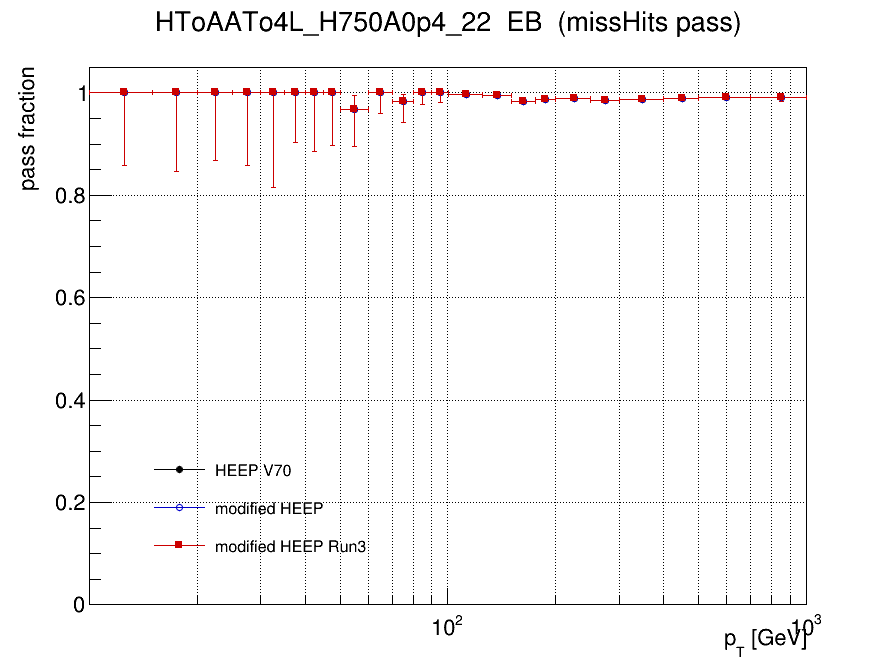 HToAATo4L_H750A0p4_22 EB (missHits pass)
pass fraction
1
0.8
0.6
0.4
0.2
0
HEEP V70
modified HEEP
modified HEEP Run3
10²
10³
p_T [GeV]